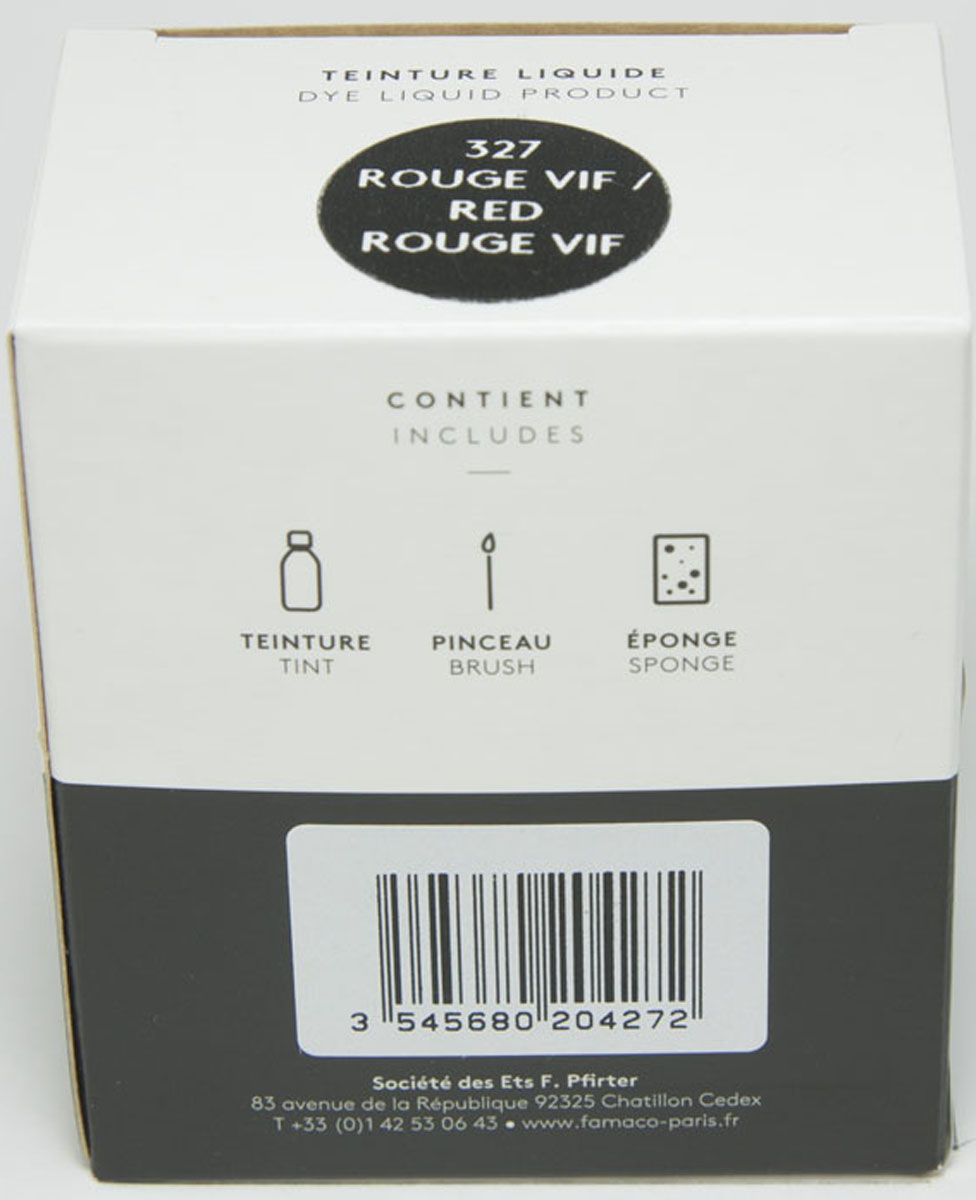 TEINTURE LIQUIDE
DYE LIQUID PRODUCT
327
ROUGE VIF /
RED
ROUGE VIF
CONTIENT
INCLUDES
TEINTURE PINCEAU ÉPONGE
TINT BRUSH SPONGE
3 545680 204272
Société des Ets F. Pfirter
83 avenue de la République 92325 Chatillon Cedex
T +33 (0)1 42 53 06 43 • www.famaco-paris.fr